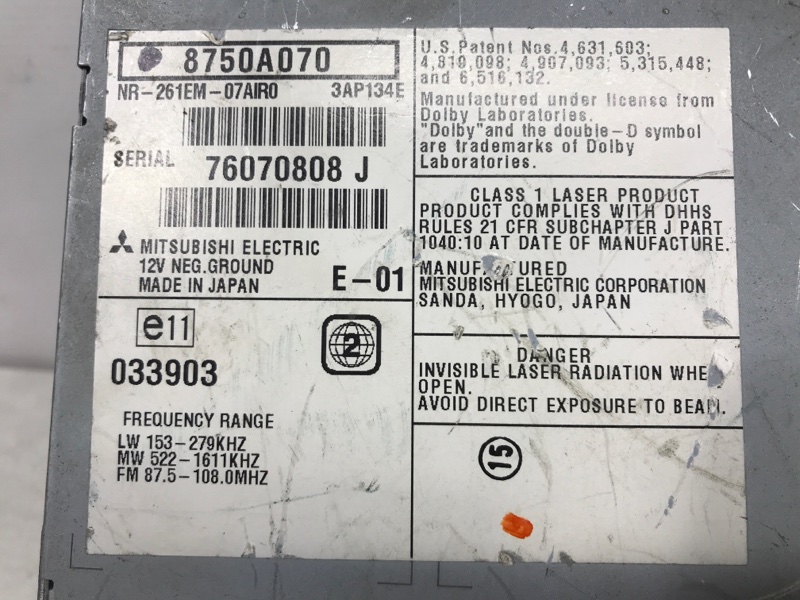 8750A070
NR-261EM-07AIR0 3AP134E
SERIAL 76070808 J
MITSUBISHI ELECTRIC
12V NEG.GROUND
MADE IN JAPAN E-01
e11
2
033903
FREQUENCY RANGE
LW 153-279KHZ
MW 522-1611KHZ
FM 87.5-108.0MHZ
U.S.Patent Nos.4,631,603;
4,819,098; 4,907,093; 5,315,448;
and 6,516,132.
Manufactured under license from
Dolby Laboratories.
"Dolby"and the double-D symbol
are trademarks of Dolby
Laboratories.
CLASS 1 LASER PRODUCT
PRODUCT COMPLIES WITH DHHS
RULES 21 CFR SUBCHAPTER J PART
1040:10 AT DATE OF MANUFACTURE.
MANUFACTURED
MITSUBISHI ELECTRIC CORPORATION
SANDA, HYOGO, JAPAN
DANGER
INVISIBLE LASER RADIATION WHE
OPEN.
AVOID DIRECT EXPOSURE TO BEAM.
15